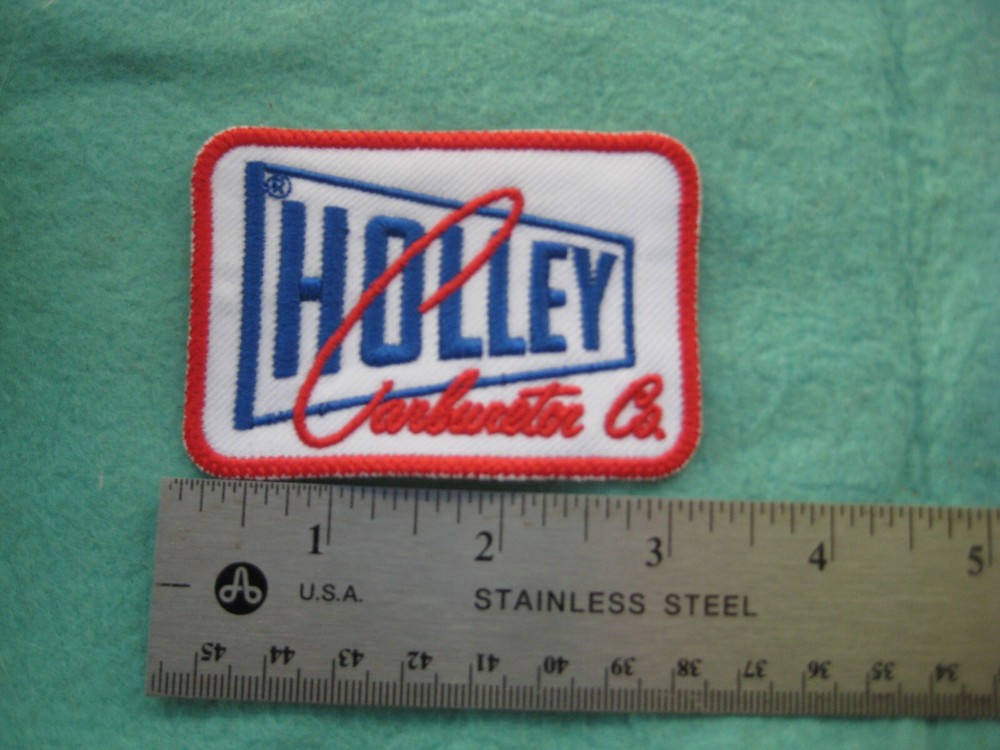 ®
HOLLEY
Carburetor Co.
1 2 3 4 5
U.S.A. STAINLESS STEEL
45 44 43 42 41 40 39 38 37 36 35 34